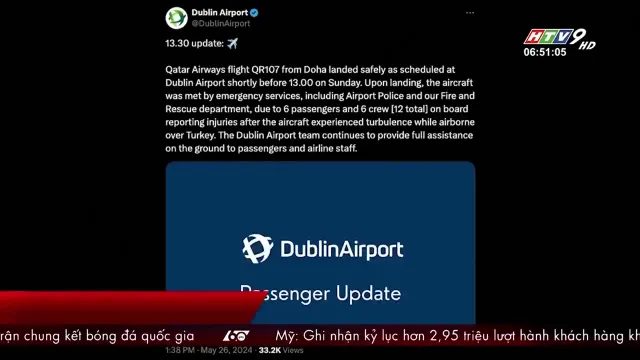 Dublin Airport
@DublinAirport
HTV9 HD
06:51:05
13.30 update:
Qatar Airways flight QR107 from Doha landed safely as scheduled at
Dublin Airport shortly before 13.00 on Sunday. Upon landing, the aircraft
was met by emergency services, including Airport Police and our Fire and
Rescue department, due to 6 passengers and 6 crew [12 total] on board
reporting injuries after the aircraft experienced turbulence while airborne
over Turkey. The Dublin Airport team continues to provide full assistance
on the ground to passengers and airline staff.
DublinAirport
Passenger Update
trận chung kết bóng đá quốc gia
Mỹ: Ghi nhận kỷ lục hơn 2,95 triệu lượt hành khách hàng k
1:38 PM · May 26, 2024 · 33.2K Views